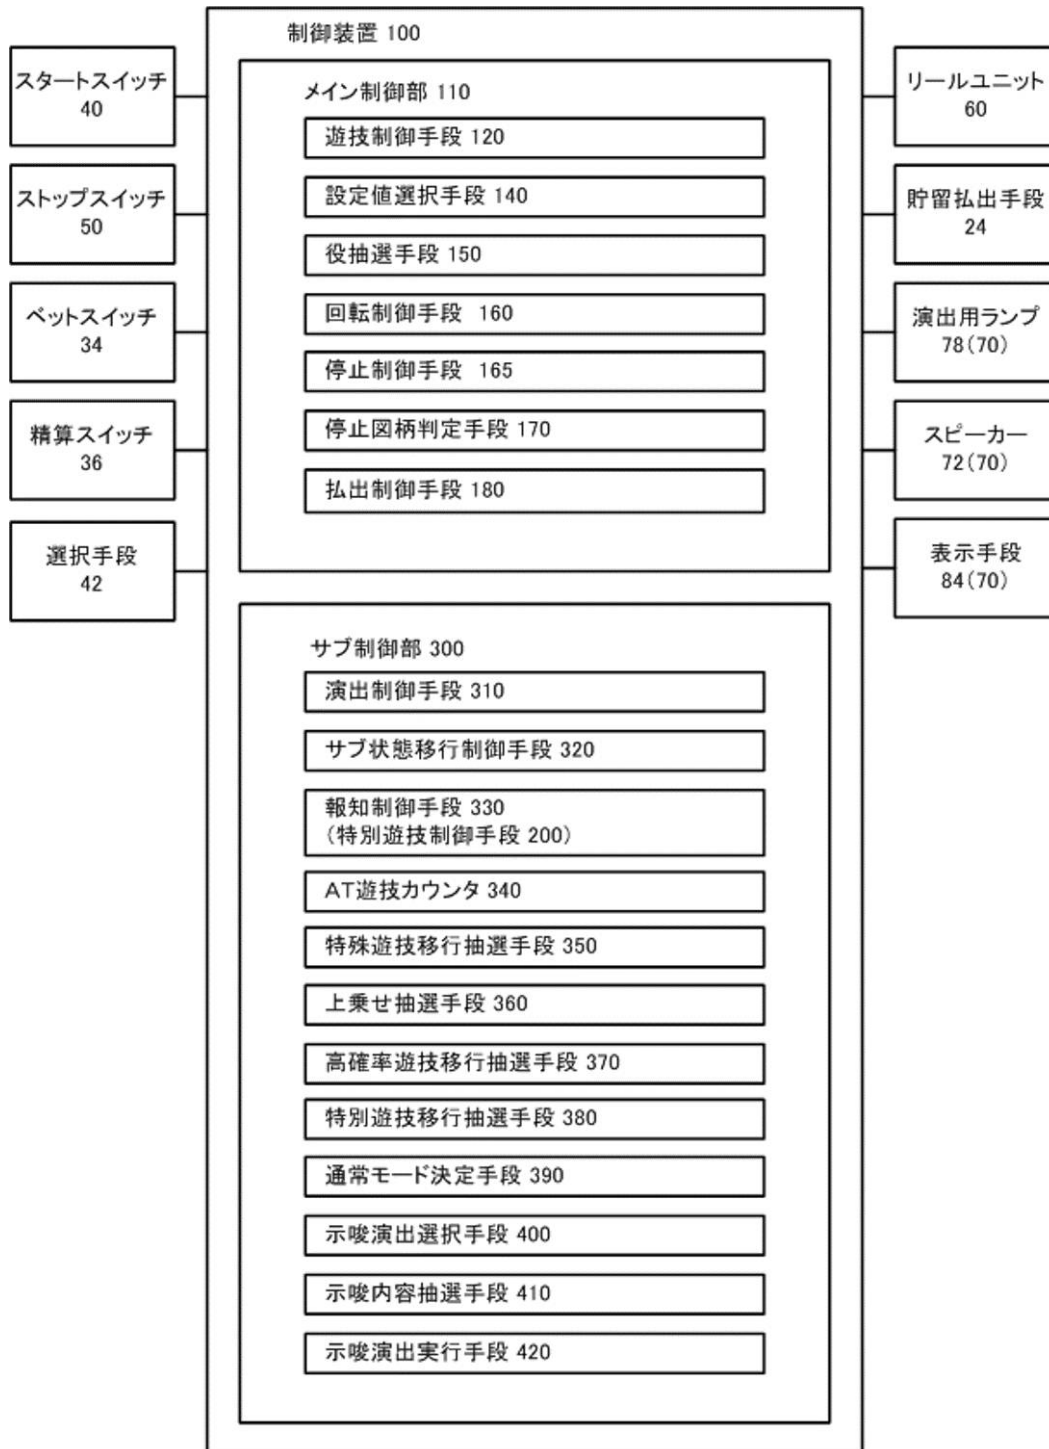 制御装置 100
スタートスイッチ
40
ストップスイッチ
50
ベットスイッチ
34
精算スイッチ
36
選択手段
42
メイン制御部 110
遊技制御手段 120
設定値選択手段 140
役抽選手段 150
回転制御手段 160
停止制御手段 165
停止図柄判定手段 170
払出制御手段 180
サブ制御部 300
演出制御手段 310
サブ状態移行制御手段 320
報知制御手段 330
(特別遊技制御手段 200)
AT遊技カウンタ 340
特殊遊技移行抽選手段 350
上乗せ抽選手段 360
高確率遊技移行抽選手段 370
特別遊技移行抽選手段 380
通常モード決定手段 390
示唆演出選択手段 400
示唆内容抽選手段 410
示唆演出実行手段 420
リールユニット
60
貯留払出手段
24
演出用ランプ
78(70)
スピーカー
72(70)
表示手段
84(70)